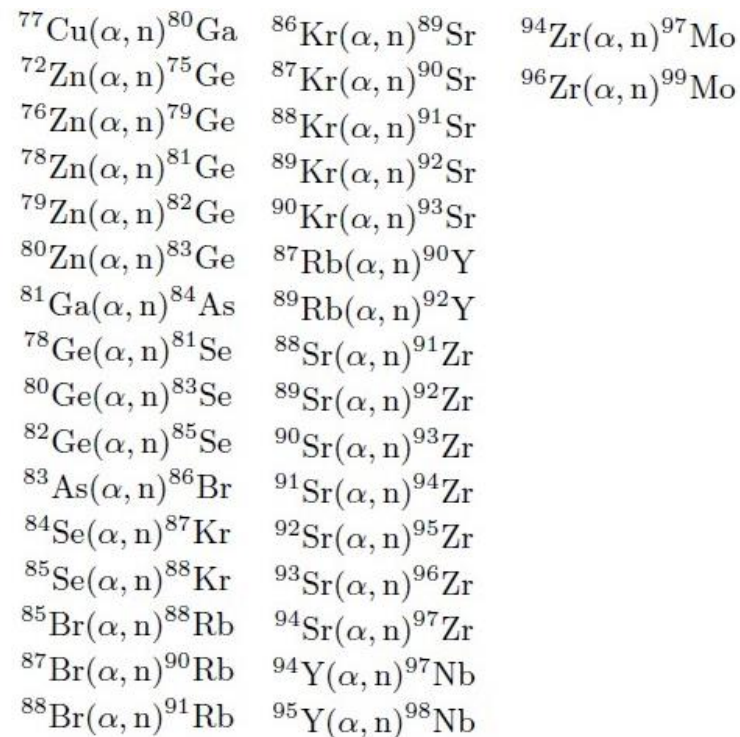 ⁷⁷Cu(α, n)⁸⁰Ga
⁷²Zn(α, n)⁷⁵Ge
⁷⁶Zn(α, n)⁷⁹Ge
⁷⁸Zn(α, n)⁸¹Ge
⁷⁹Zn(α, n)⁸²Ge
⁸⁰Zn(α, n)⁸³Ge
⁸¹Ga(α, n)⁸⁴As
⁷⁸Ge(α, n)⁸¹Se
⁸⁰Ge(α, n)⁸³Se
⁸²Ge(α, n)⁸⁵Se
⁸³As(α, n)⁸⁶Br
⁸⁴Se(α, n)⁸⁷Kr
⁸⁵Se(α, n)⁸⁸Kr
⁸⁵Br(α, n)⁸⁸Rb
⁸⁷Br(α, n)⁹⁰Rb
⁸⁸Br(α, n)⁹¹Rb
⁸⁶Kr(α, n)⁸⁹Sr
⁸⁷Kr(α, n)⁹⁰Sr
⁸⁸Kr(α, n)⁹¹Sr
⁸⁹Kr(α, n)⁹²Sr
⁹⁰Kr(α, n)⁹³Sr
⁸⁷Rb(α, n)⁹⁰Y
⁸⁹Rb(α, n)⁹²Y
⁸⁸Sr(α, n)⁹¹Zr
⁸⁹Sr(α, n)⁹²Zr
⁹⁰Sr(α, n)⁹³Zr
⁹¹Sr(α, n)⁹⁴Zr
⁹²Sr(α, n)⁹⁵Zr
⁹³Sr(α, n)⁹⁶Zr
⁹⁴Sr(α, n)⁹⁷Zr
⁹⁴Y(α, n)⁹⁷Nb
⁹⁵Y(α, n)⁹⁸Nb
⁹⁴Zr(α, n)⁹⁷Mo
⁹⁶Zr(α, n)⁹⁹Mo